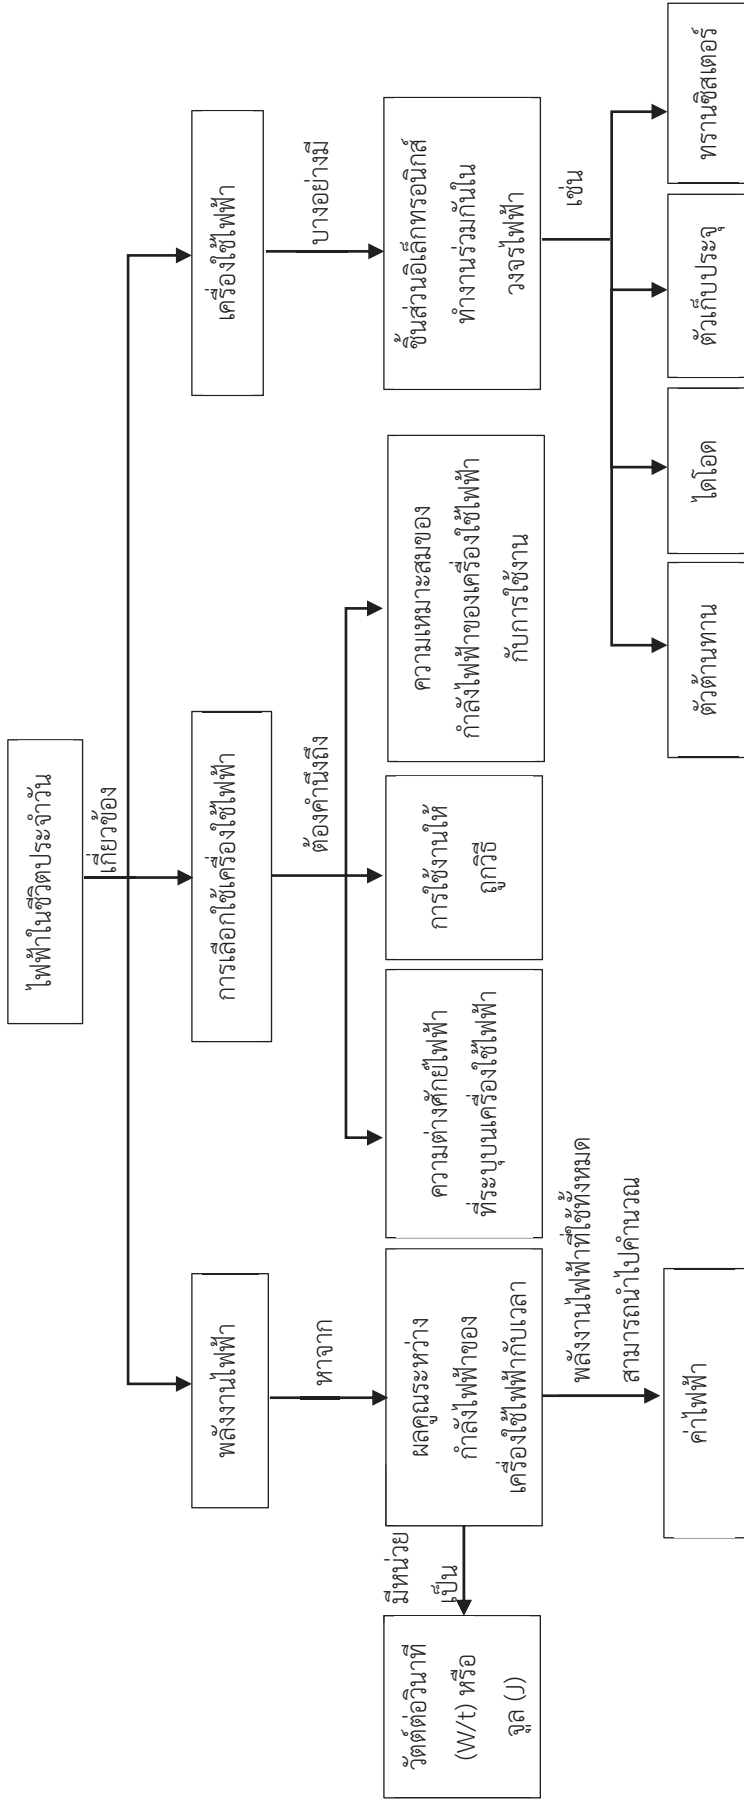 ไฟฟ้าในชีวิตประจำวัน
เกี่ยวข้อง
พลังงานไฟฟ้า
การเลือกใช้เครื่องใช้ไฟฟ้า
เครื่องใช้ไฟฟ้า
หาจาก
ต้องคำนึงถึง
บางอย่างมี
วัตต์ต่อวินาที
(W/t) หรือ
จูล (J)
มีหน่วย
เป็น
ผลคูณระหว่าง
กำลังไฟฟ้าของ
เครื่องใช้ไฟฟ้ากับเวลา
ความต่างศักย์ไฟฟ้า
ที่ระบุบนเครื่องใช้ไฟฟ้า
การใช้งานให้
ถูกวิธี
ความเหมาะสมของ
กำลังไฟฟ้าของเครื่องใช้ไฟฟ้า
กับการใช้งาน
ชิ้นส่วนอิเล็กทรอนิกส์
ทำงานร่วมกันใน
วงจรไฟฟ้า
พลังงานไฟฟ้าที่ใช้ทั้งหมด
สามารถนำไปคำนวณ
เช่น
ค่าไฟฟ้า
ตัวต้านทาน
ไดโอด
ตัวเก็บประจุ
ทรานซิสเตอร์